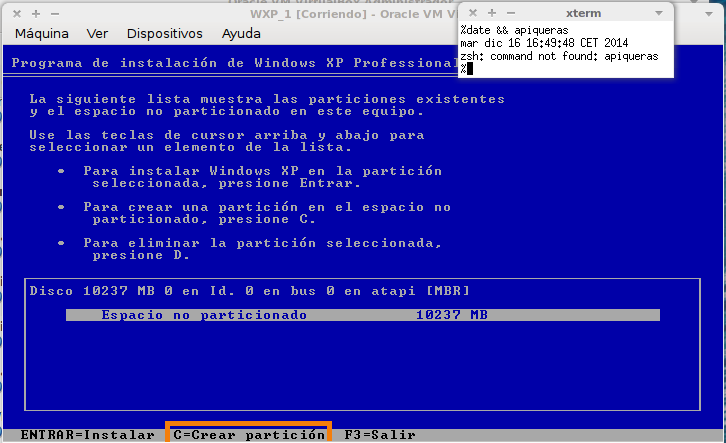 WXP_1 [Corriendo] - Oracle VM V
Máquina Ver Dispositivos Ayuda
xterm
%date && apiqueras
mar dic 16 16:49:48 CET 2014
zsh: command not found: apiqueras
%
Programa de instalación de Windows XP Professional
La siguiente lista muestra las particiones existentes
y el espacio no particionado en este equipo.
Use las teclas de cursor arriba y abajo para
seleccionar un elemento de la lista.
• Para instalar Windows XP en la partición
seleccionada, presione Entrar.
• Para crear una partición en el espacio no
particionado, presione C.
• Para eliminar la partición seleccionada,
presione D.
Disco 10237 MB 0 en Id. 0 en bus 0 en atapi [MBR]
Espacio no particionado 10237 MB
ENTRAR=Instalar C=Crear partición F3=Salir